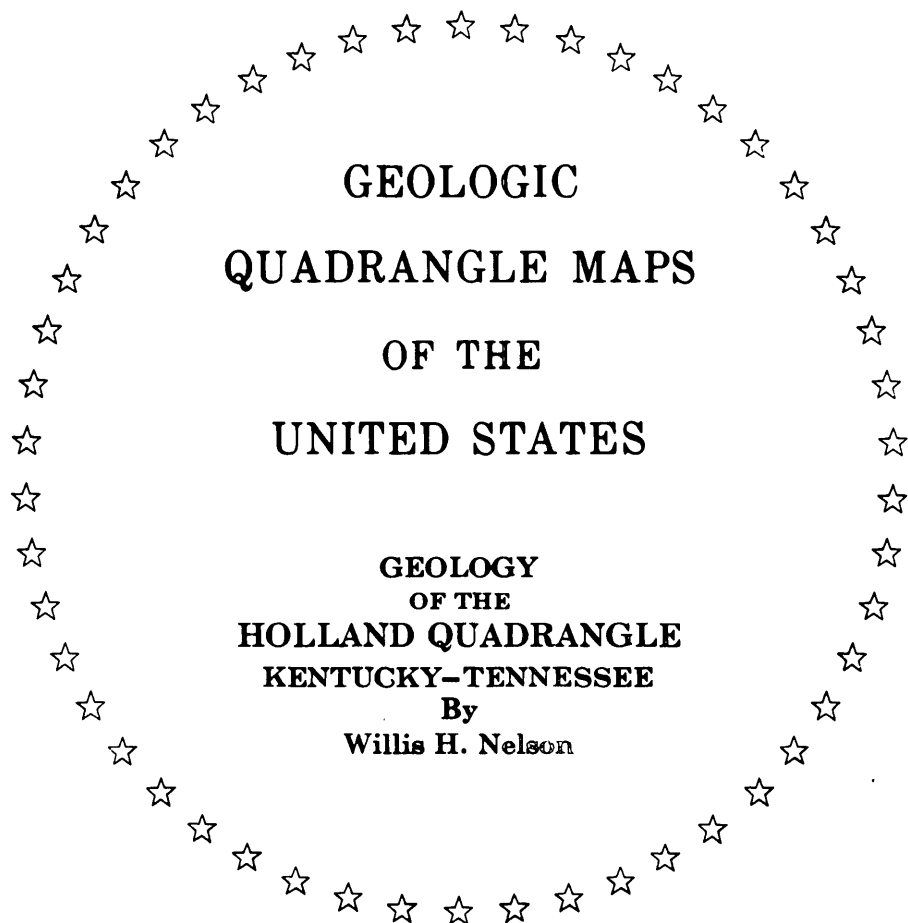 GEOLOGIC
QUADRANGLE MAPS
OF THE
UNITED STATES
GEOLOGY
OF THE
HOLLAND QUADRANGLE
KENTUCKY–TENNESSEE
By
Willis H. Nelson